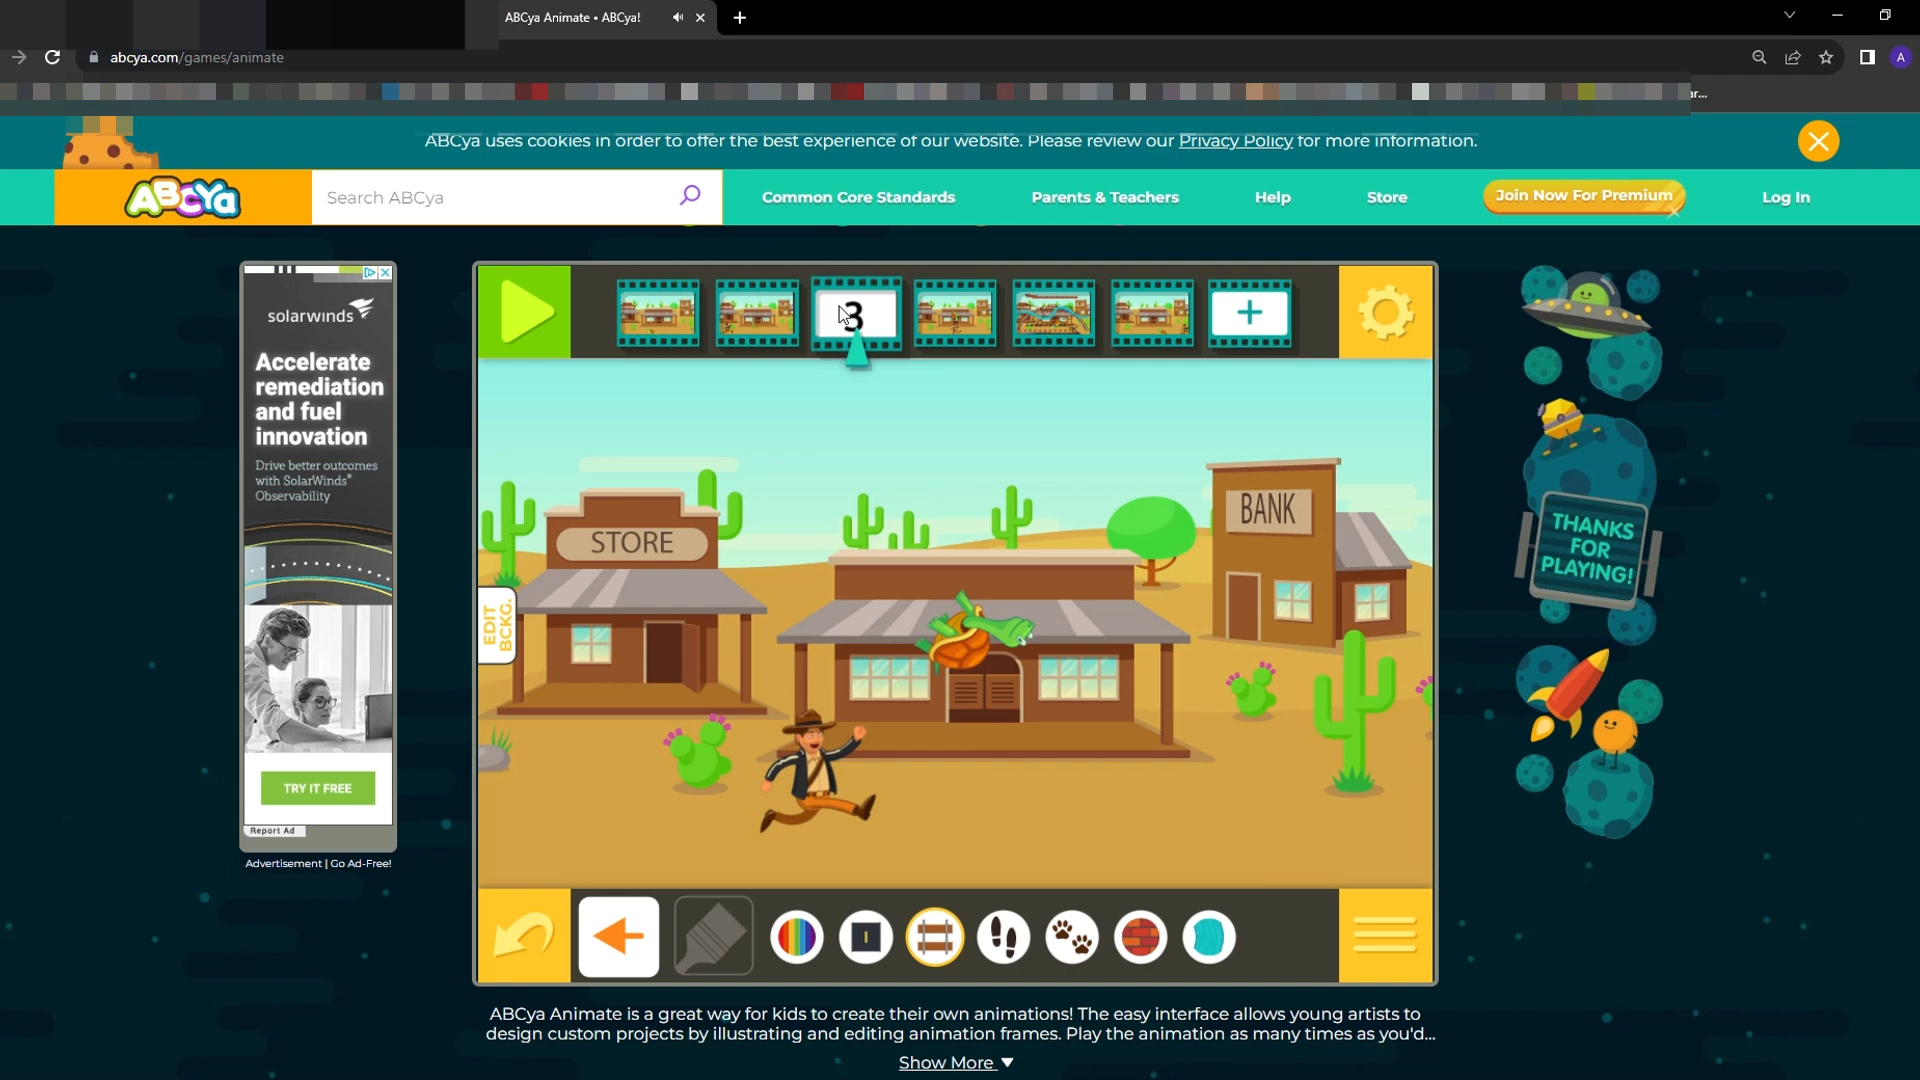 ABCya Animate • ABCya!
abcya.com/games/animate
A
ar...
ABCya uses cookies in order to offer the best experience of our website. Please review our Privacy Policy for more information.
ABCYa
Search ABCya
Common Core Standards
Parents & Teachers
Help
Store
Join Now For Premium
Log In
solarwinds
Accelerate
remediation
and fuel
innovation
Drive better outcomes
with SolarWinds®
Observability
TRY IT FREE
Report Ad
Advertisement | Go Ad-Free!
3
+
STORE
BANK
EDIT
BCKG.
THANKS
FOR
PLAYING!
ABCya Animate is a great way for kids to create their own animations! The easy interface allows young artists to
design custom projects by illustrating and editing animation frames. Play the animation as many times as you'd...
Show More